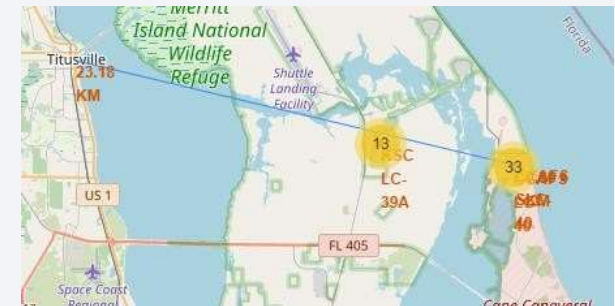 Merritt
Island National
Wildlife
Refuge
Titusville
23.18
KM
Shuttle
Landing
Facility
Florida
13
KSC
LC-
39A
33
40
US 1
FL 405
Space Coast
Regional
Cape Canaveral